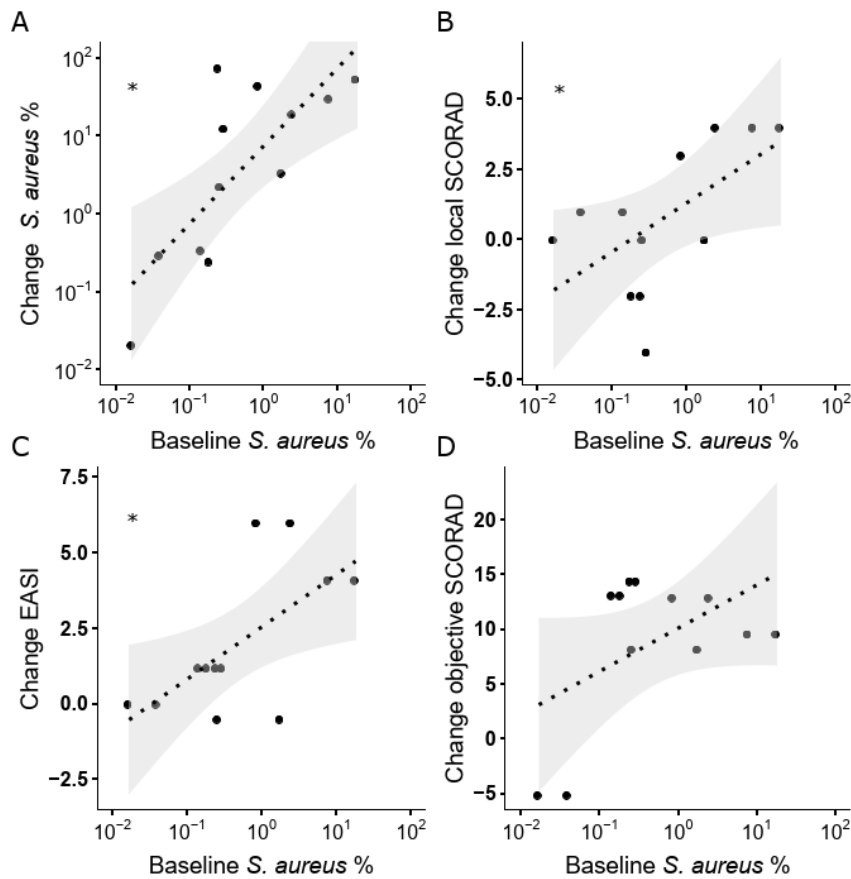 A
*
10²
10¹
10⁰
10⁻¹
10⁻²
Change S. aureus %
10⁻² 10⁻¹ 10⁰ 10¹ 10²
Baseline S. aureus %
B
*
5.0
2.5
0.0
−2.5
−5.0
Change local SCORAD
10⁻² 10⁻¹ 10⁰ 10¹ 10²
Baseline S. aureus %
C
*
7.5
5.0
2.5
0.0
−2.5
Change EASI
10⁻² 10⁻¹ 10⁰ 10¹ 10²
Baseline S. aureus %
D
20
15
10
5
0
−5
Change objective SCORAD
10⁻² 10⁻¹ 10⁰ 10¹ 10²
Baseline S. aureus %